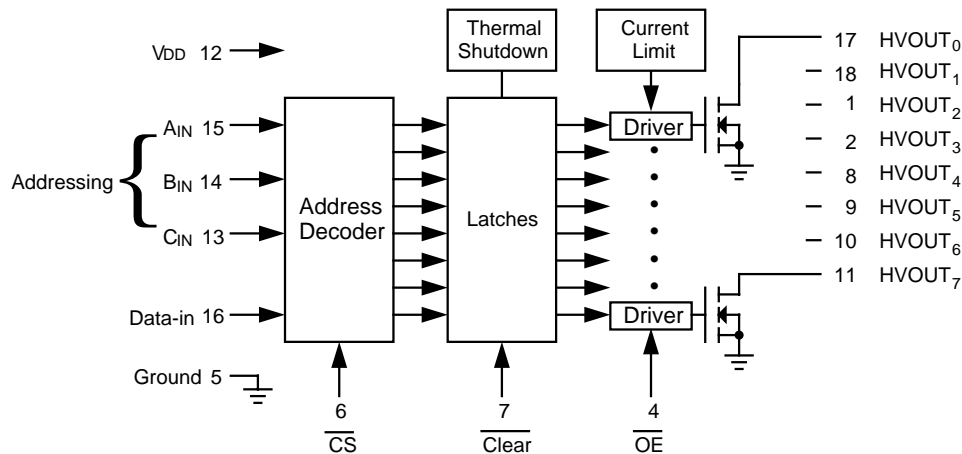 Thermal
Shutdown
Current
Limit
VDD 12
17 HVOUT0
18 HVOUT1
1 HVOUT2
2 HVOUT3
8 HVOUT4
9 HVOUT5
10 HVOUT6
11 HVOUT7
Addressing
AIN 15
BIN 14
CIN 13
Data-in 16
Ground 5
Address
Decoder
Latches
Driver
Driver
6
CS
7
Clear
4
OE